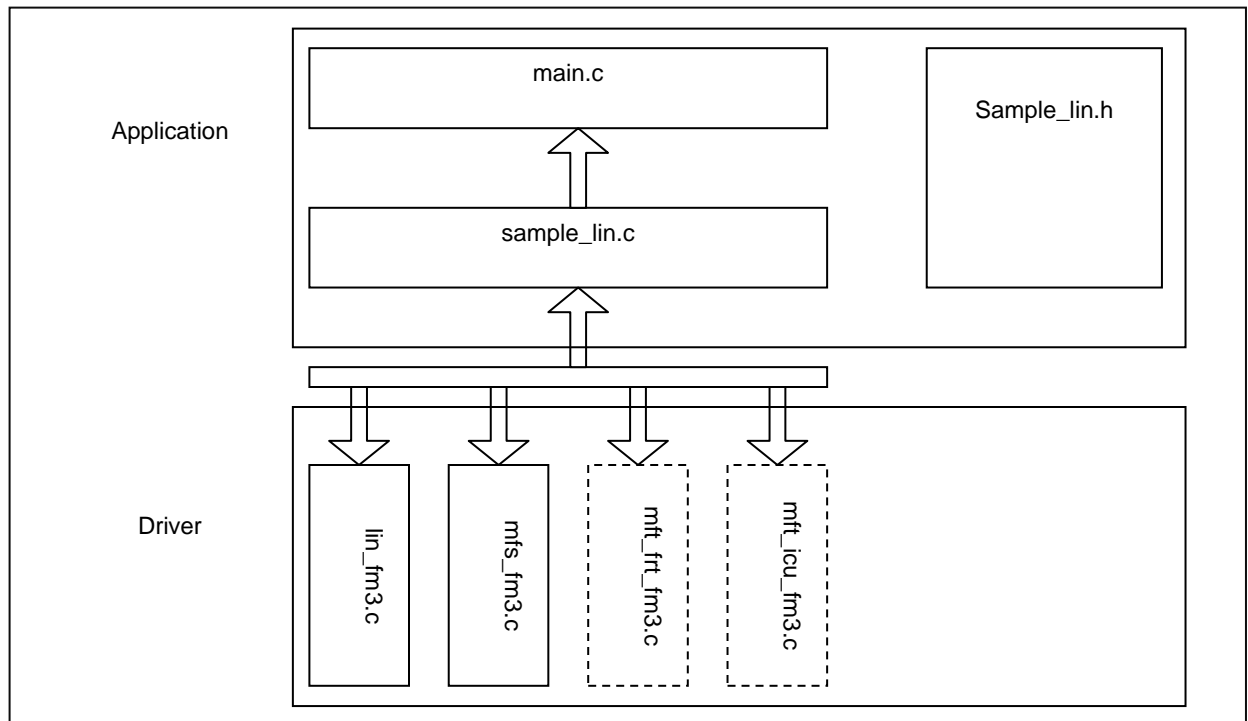 main.c
Sample_lin.h
Application
sample_lin.c
Driver
lin_fm3.c
mfs_fm3.c
mft_frt_fm3.c
mft_icu_fm3.c